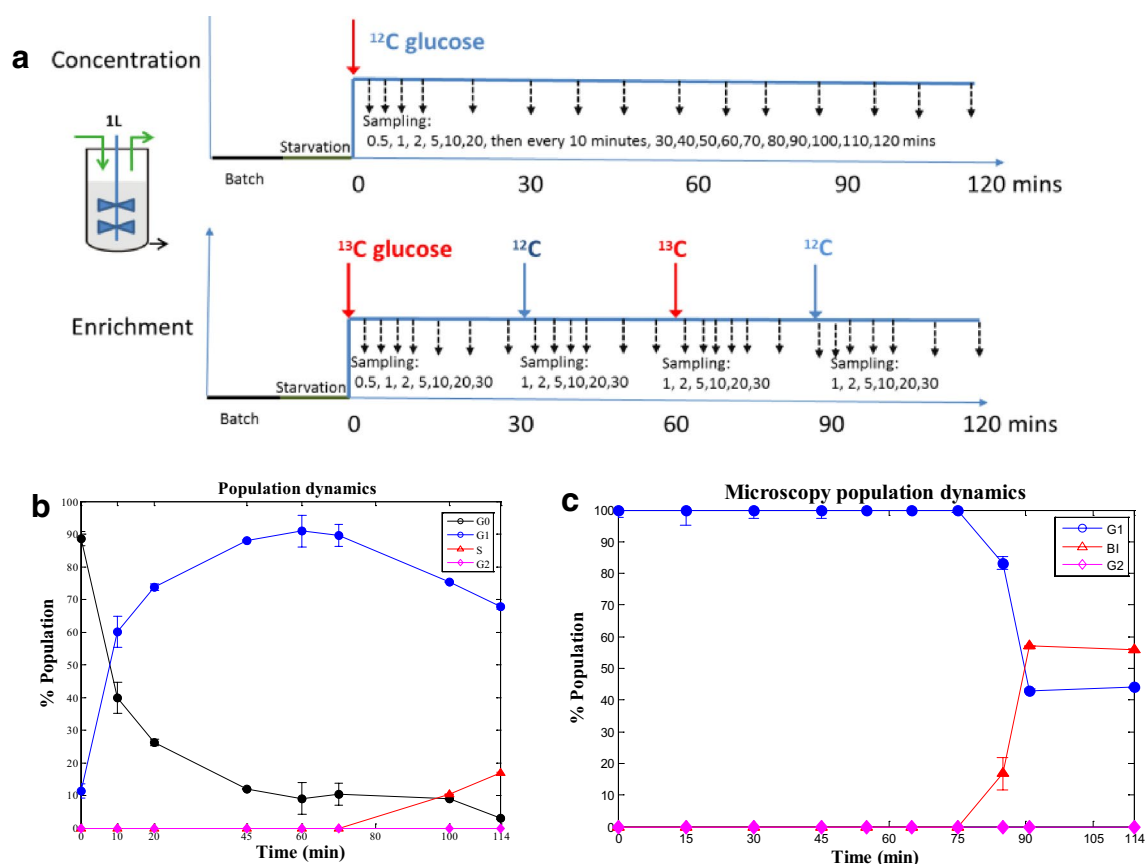 a
Concentration
¹²C glucose
1L
Sampling:
0.5, 1, 2, 5,10,20, then every 10 minutes, 30,40,50,60,70, 80,90,100,110,120 mins
Starvation
Batch
0 30 60 90 120 mins
¹³C glucose ¹²C ¹³C ¹²C
Enrichment
Sampling: Sampling: Sampling: Sampling:
0.5, 1, 2, 5,10,20,30 1, 2, 5,10,20,30 1, 2, 5,10,20,30 1, 2, 5,10,20,30
Starvation
Batch
0 30 60 90 120 mins
b
Population dynamics
% Population
100
90
80
70
60
50
40
30
20
10
0
G0
G1
S
G2
0 10 20 45 60 80 100 114
Time (min)
c
Microscopy population dynamics
% Population
100
90
80
70
60
50
40
30
20
10
0
G1
BI
G2
0 15 30 45 60 75 90 105 114
Time (min)